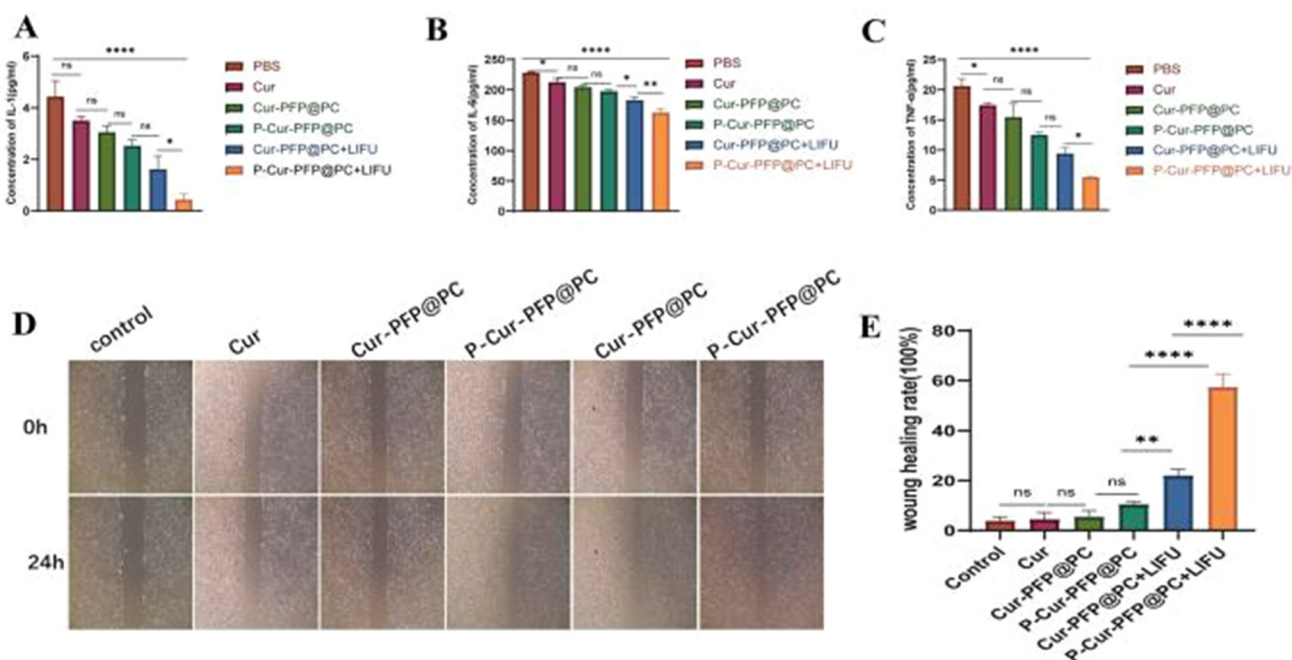 A
Concentration of IL-1(pg/ml)
6
4
2
0
****
ns
ns
ns
ns
*
PBS
Cur
Cur-PFP@PC
P-Cur-PFP@PC
Cur-PFP@PC+LIFU
P-Cur-PFP@PC+LIFU
B
Concentration of IL-6(pg/ml)
250
200
150
100
50
0
****
*
ns
ns
*
**
PBS
Cur
Cur-PFP@PC
P-Cur-PFP@PC
Cur-PFP@PC+LIFU
P-Cur-PFP@PC+LIFU
C
Concentration of TNF-α(pg/ml)
25
20
15
10
5
0
****
*
ns
ns
ns
*
PBS
Cur
Cur-PFP@PC
P-Cur-PFP@PC
Cur-PFP@PC+LIFU
P-Cur-PFP@PC+LIFU
D
control
Cur
Cur-PFP@PC
P-Cur-PFP@PC
Cur-PFP@PC
P-Cur-PFP@PC
0h
24h
E
woung healing rate(100%)
80
60
40
20
0
ns
ns
ns
**
****
****
Control
Cur
Cur-PFP@PC
P-Cur-PFP@PC
Cur-PFP@PC+LIFU
P-Cur-PFP@PC+LIFU